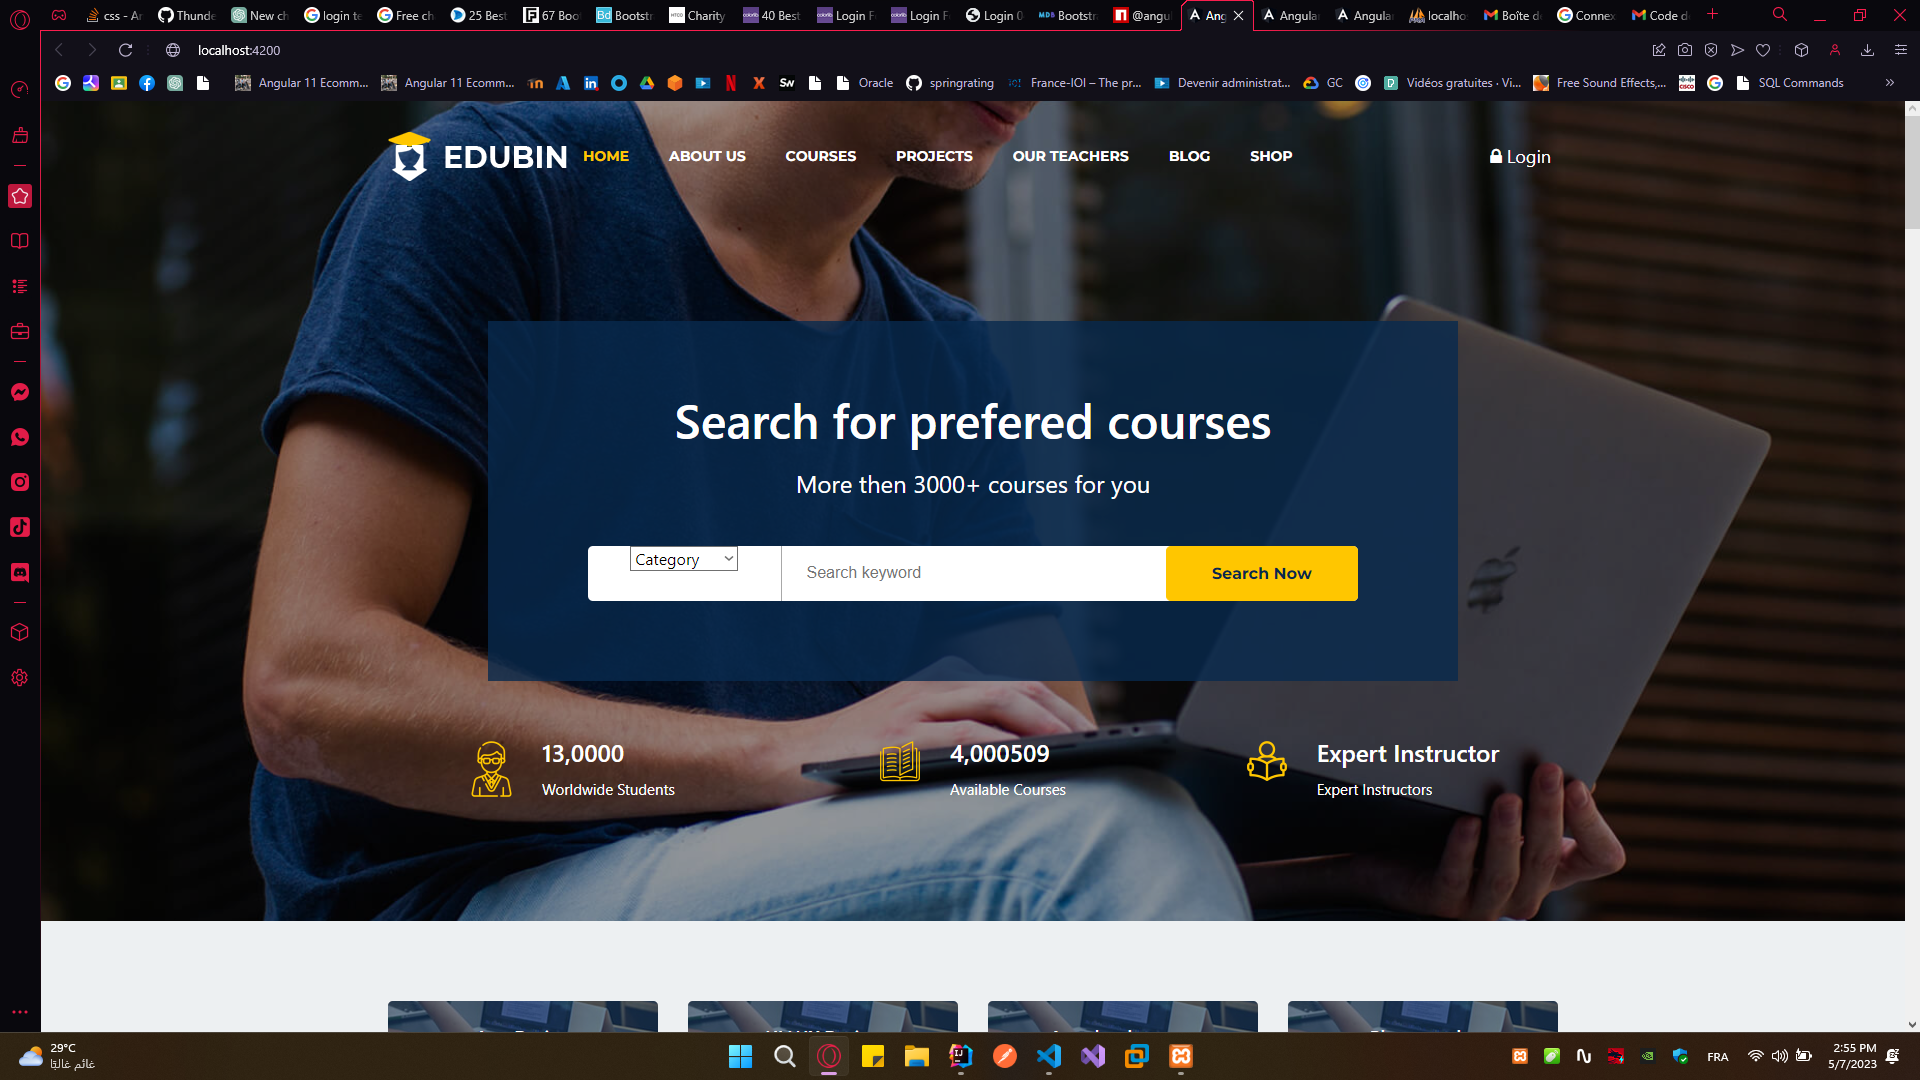 css - Ar
Thunde
New ch
login te
Free ch
25 Best
67 Boo
Bootstr
Charity
40 Best
Login F
Login F
Login 0
Bootstr
@angul
Ang
Angular
Angular
localho
Boîte de
Connex
Code d
localhost:4200
Angular 11 Ecomm...
Angular 11 Ecomm...
Oracle
springrating
France-IOI – The pr...
Devenir administrat...
GC
Vidéos gratuites · Vi...
Free Sound Effects,...
SQL Commands
EDUBIN
HOME
ABOUT US
COURSES
PROJECTS
OUR TEACHERS
BLOG
SHOP
Login
Search for prefered courses
More then 3000+ courses for you
Category
Search keyword
Search Now
13,0000
Worldwide Students
4,000509
Available Courses
Expert Instructor
Expert Instructors
29°C
غائم غالبًا
FRA
2:55 PM
5/7/2023